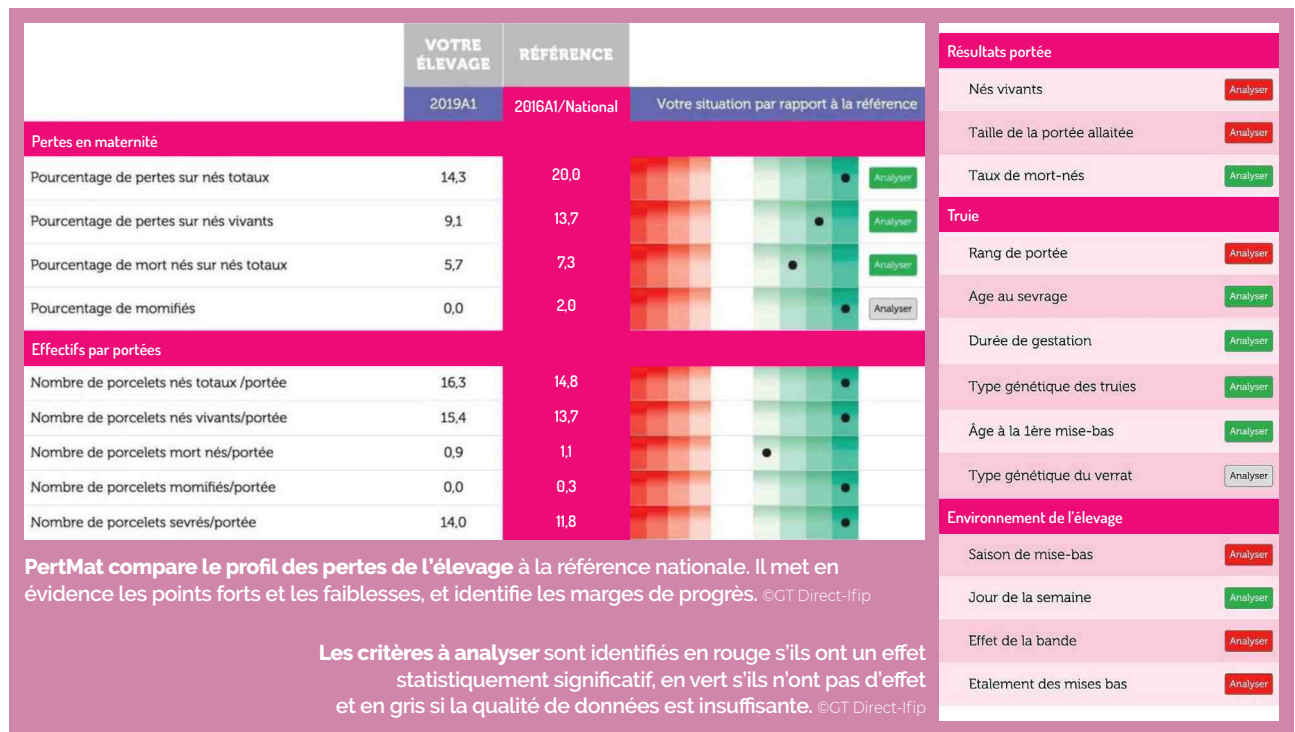 VOTRE
ÉLEVAGE
RÉFÉRENCE
2019A1
2016A1/National
Votre situation par rapport à la référence
Pertes en maternité
Pourcentage de pertes sur nés totaux 14,3 20,0 Analyser
Pourcentage de pertes sur nés vivants 9,1 13,7 Analyser
Pourcentage de mort nés sur nés totaux 5,7 7,3 Analyser
Pourcentage de momifiés 0,0 2,0 Analyser
Effectifs par portées
Nombre de porcelets nés totaux /portée 16,3 14,8
Nombre de porcelets nés vivants/portée 15,4 13,7
Nombre de porcelets mort nés/portée 0,9 1,1
Nombre de porcelets momifiés/portée 0,0 0,3
Nombre de porcelets sevrés/portée 14,0 11,8
PertMat compare le profil des pertes de l'élevage à la référence nationale. Il met en
évidence les points forts et les faiblesses, et identifie les marges de progrès. ©GT Direct-Ifip
Les critères à analyser sont identifiés en rouge s'ils ont un effet
statistiquement significatif, en vert s'ils n'ont pas d'effet
et en gris si la qualité de données est insuffisante. ©GT Direct-Ifip
Résultats portée
Nés vivants Analyser
Taille de la portée allaitée Analyser
Taux de mort-nés Analyser
Truie
Rang de portée Analyser
Age au sevrage Analyser
Durée de gestation Analyser
Type génétique des truies Analyser
Âge à la 1ère mise-bas Analyser
Type génétique du verrat Analyser
Environnement de l'élevage
Saison de mise-bas Analyser
Jour de la semaine Analyser
Effet de la bande Analyser
Etalement des mises bas Analyser